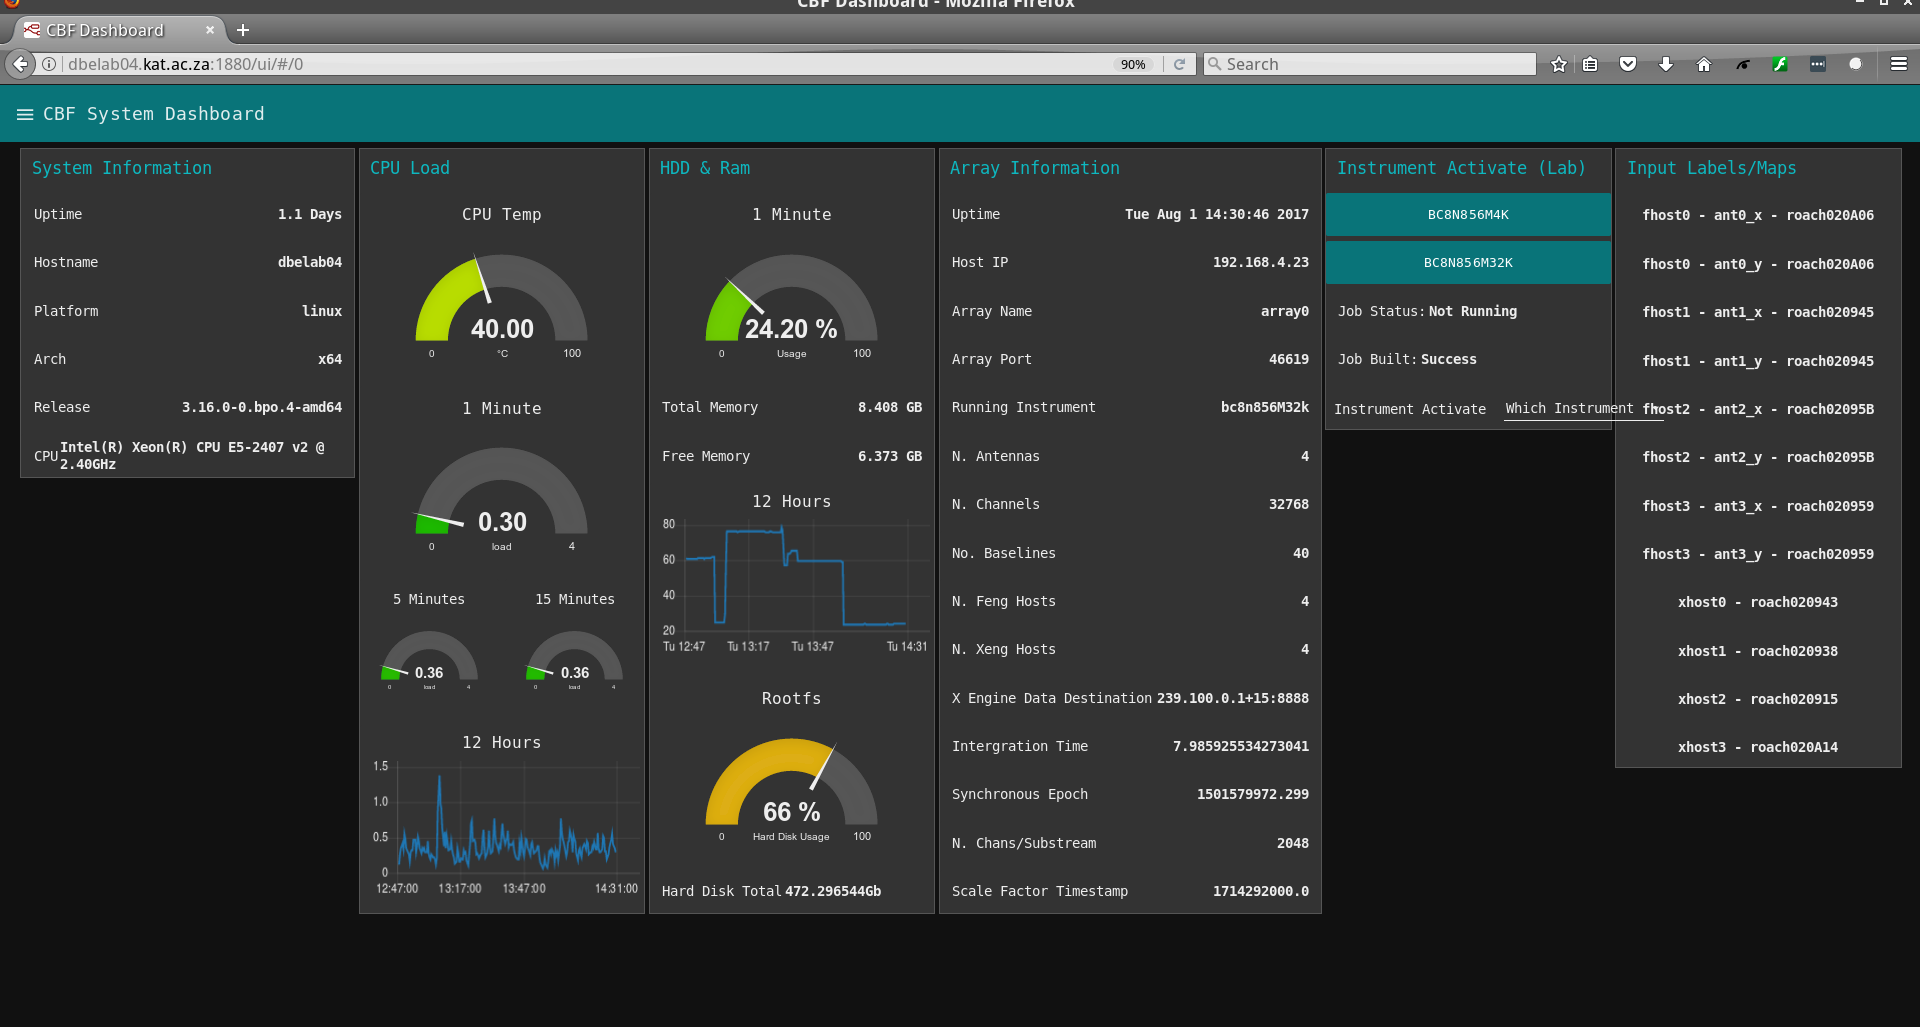 CBF Dashboard - Mozilla Firefox
CBF Dashboard
dbelab04.kat.ac.za:1880/ui/#/0
90%
Search
CBF System Dashboard
System Information
Uptime 1.1 Days
Hostname dbelab04
Platform linux
Arch x64
Release 3.16.0-0.bpo.4-amd64
CPU Intel(R) Xeon(R) CPU E5-2407 v2 @
2.40GHz
CPU Load
CPU Temp
40.00
0 °C 100
1 Minute
0.30
0 load 4
5 Minutes 15 Minutes
0.36 0.36
0 load 4 0 load 4
12 Hours
1.5
1.0
0.5
0
12:47:00 13:17:00 13:47:00 14:31:00
HDD & Ram
1 Minute
24.20 %
0 Usage 100
Total Memory 8.408 GB
Free Memory 6.373 GB
12 Hours
80
60
40
20
Tu 12:47 Tu 13:17 Tu 13:47 Tu 14:31
Rootfs
66 %
0 Hard Disk Usage 100
Hard Disk Total 472.296544Gb
Array Information
Uptime Tue Aug 1 14:30:46 2017
Host IP 192.168.4.23
Array Name array0
Array Port 46619
Running Instrument bc8n856M32k
N. Antennas 4
N. Channels 32768
No. Baselines 40
N. Feng Hosts 4
N. Xeng Hosts 4
X Engine Data Destination 239.100.0.1+15:8888
Intergration Time 7.985925534273041
Synchronous Epoch 1501579972.299
N. Chans/Substream 2048
Scale Factor Timestamp 1714292000.0
Instrument Activate (Lab)
BC8N856M4K
BC8N856M32K
Job Status: Not Running
Job Built: Success
Instrument Activate Which Instrument
Input Labels/Maps
fhost0 - ant0_x - roach020A06
fhost0 - ant0_y - roach020A06
fhost1 - ant1_x - roach020945
fhost1 - ant1_y - roach020945
fhost2 - ant2_x - roach02095B
fhost2 - ant2_y - roach02095B
fhost3 - ant3_x - roach020959
fhost3 - ant3_y - roach020959
xhost0 - roach020943
xhost1 - roach020938
xhost2 - roach020915
xhost3 - roach020A14